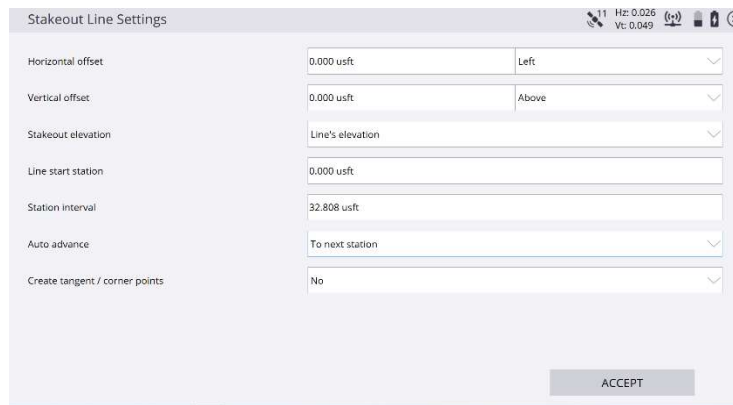 Stakeout Line Settings
11
Hz: 0.026
Vt: 0.049
Horizontal offset 0.000 usft Left
Vertical offset 0.000 usft Above
Stakeout elevation Line's elevation
Line start station 0.000 usft
Station interval 32.808 usft
Auto advance To next station
Create tangent / corner points No
ACCEPT